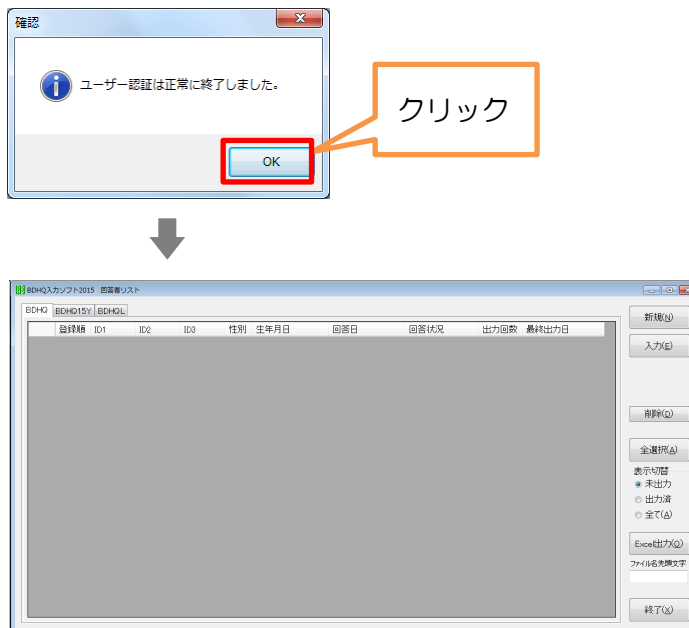 確認
ユーザー認証は正常に終了しました。
OK
クリック
BDHQ入力ソフト2015 回答者リスト
BDHQ BDHQ15Y BDHQL
登録順 ID1 ID2 ID3 性別 生年月日 回答日 回答状況 出力回数 最終出力日
新規(N)
入力(E)
削除(D)
全選択(A)
表示切替
未出力
出力済
全て(A)
Excel出力(O)
ファイル名先頭文字
終了(X)